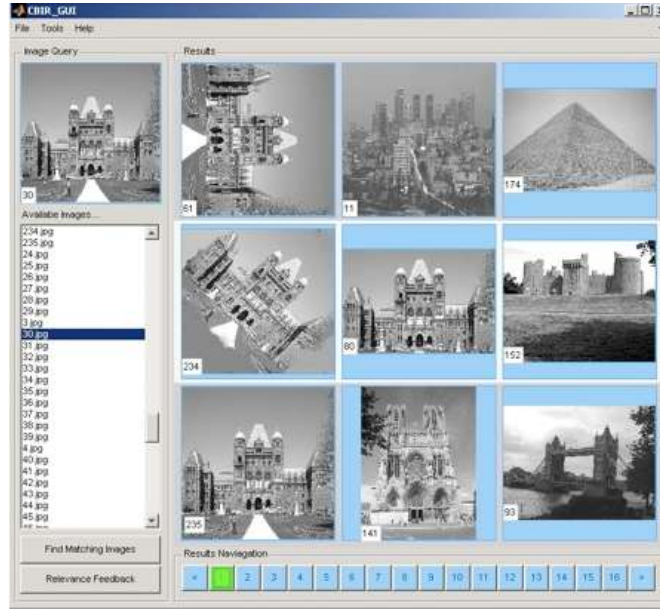 CBIR_GUI
File Tools Help
Image Query
30
Available Images...
234.jpg
235.jpg
24.jpg
25.jpg
26.jpg
27.jpg
28.jpg
29.jpg
3.jpg
30.jpg
31.jpg
32.jpg
33.jpg
34.jpg
35.jpg
36.jpg
37.jpg
38.jpg
39.jpg
4.jpg
40.jpg
41.jpg
42.jpg
43.jpg
44.jpg
45.jpg
Find Matching Images
Relevance Feedback
Results
61 11 174
234 80 152
235 141 93
Results Naviegation
« 1 2 3 4 5 6 7 8 9 10 11 12 13 14 15 16 »